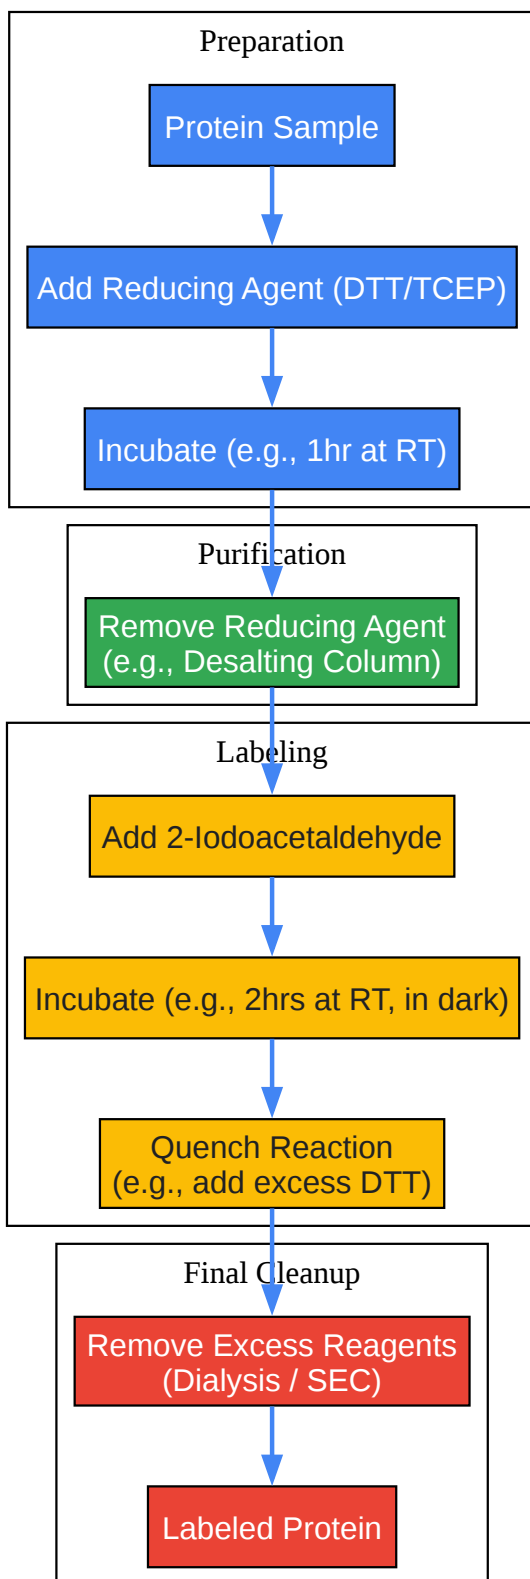 Preparation
Protein Sample
Add Reducing Agent (DTT/TCEP)
Incubate (e.g., 1hr at RT)
Purification
Remove Reducing Agent
(e.g., Desalting Column)
Labeling
Add 2-Iodoacetaldehyde
Incubate (e.g., 2hrs at RT, in dark)
Quench Reaction
(e.g., add excess DTT)
Final Cleanup
Remove Excess Reagents
(Dialysis / SEC)
Labeled Protein